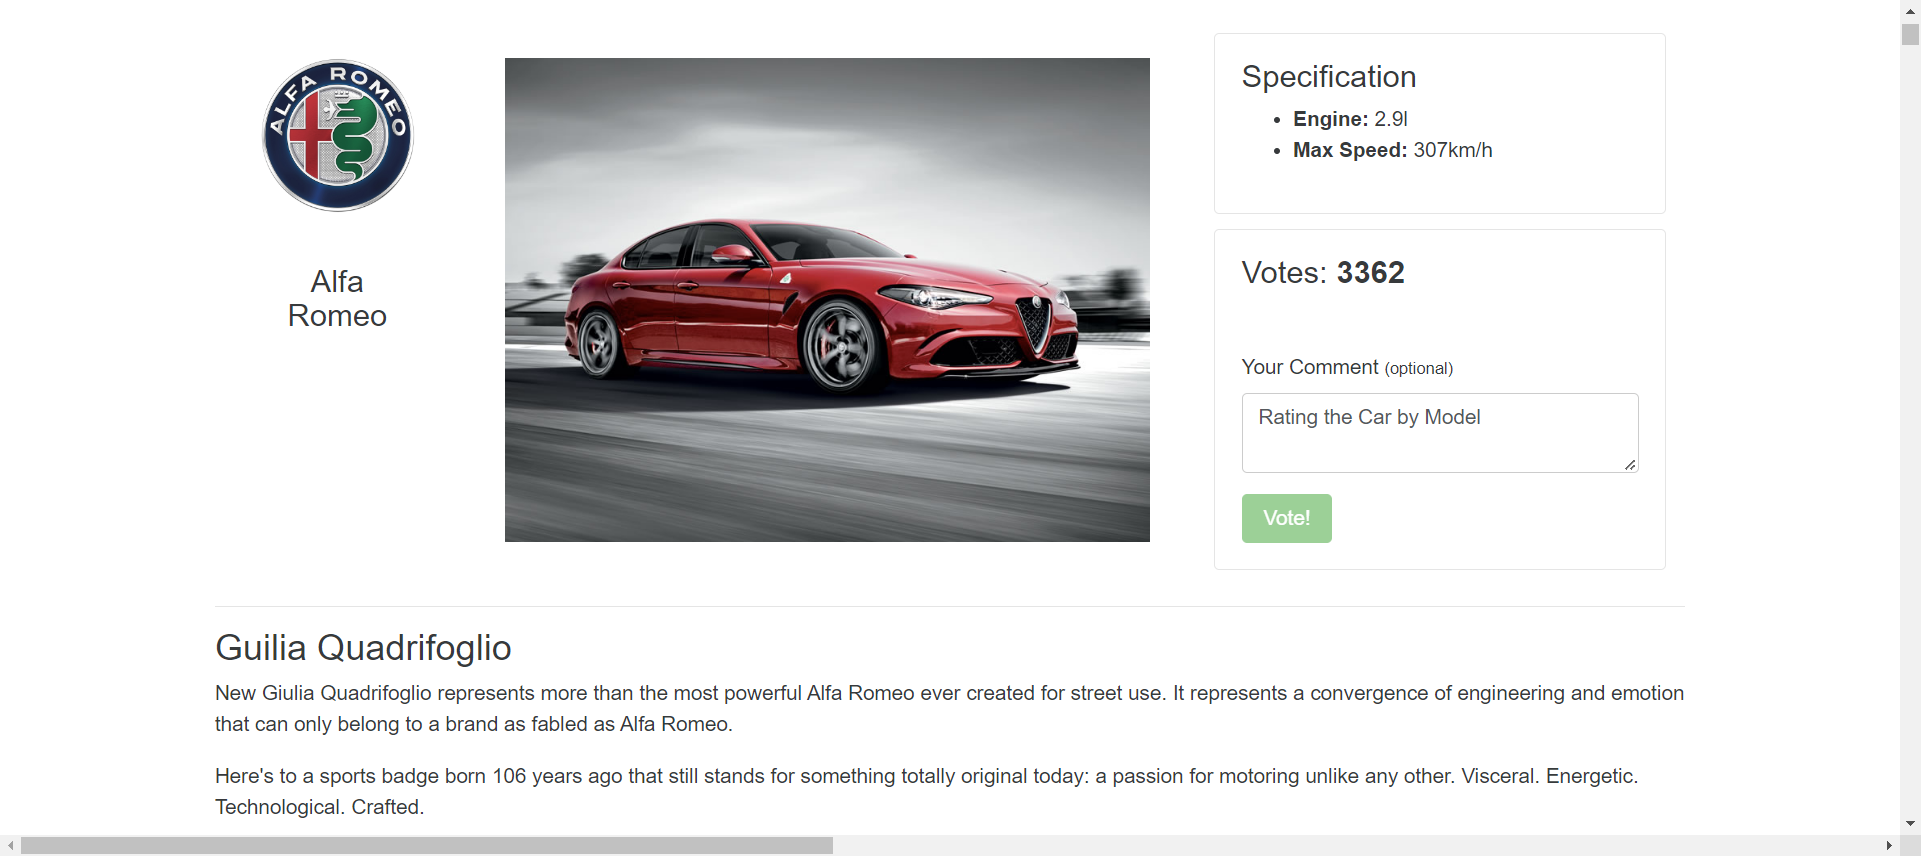 ALFA ROMEO
Alfa
Romeo
Specification
Engine: 2.9l
Max Speed: 307km/h
Votes: 3362
Your Comment (optional)
Rating the Car by Model
Vote!
Guilia Quadrifoglio
New Giulia Quadrifoglio represents more than the most powerful Alfa Romeo ever created for street use. It represents a convergence of engineering and emotion
that can only belong to a brand as fabled as Alfa Romeo.
Here's to a sports badge born 106 years ago that still stands for something totally original today: a passion for motoring unlike any other. Visceral. Energetic.
Technological. Crafted.